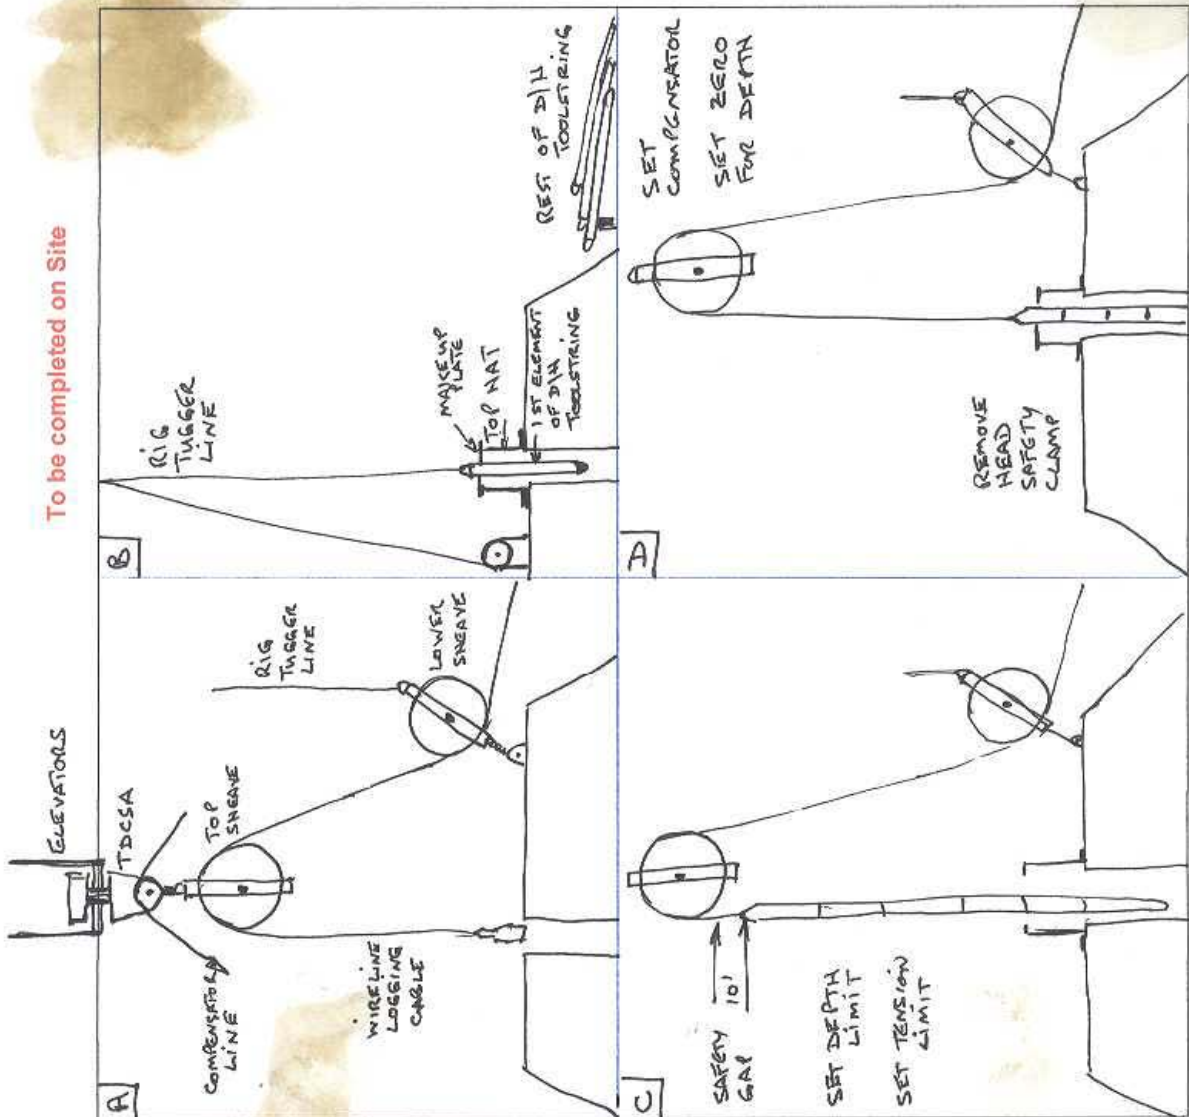 To be completed on Site
A
ELEVATORS
TDCSA
COMPENSATOR
LINE
TOP
SHEAVE
WIRELINE
LOGGING
CABLE
RIG
TUGGER
LINE
LOWER
SHEAVE
B
RIG
TUGGER
LINE
MAKEUP
PLATE
TOP HAT
1ST ELEMENT
OF D/H
TOOLSTRING
REST OF D/H
TOOLSTRING
C
SAFETY
GAP
10'
SET DEPTH
LIMIT
SET TENSION
LIMIT
D
REMOVE
HEAD
SAFETY
CLAMP
SET
COMPENSATOR
SET ZERO
FOR DEPTH